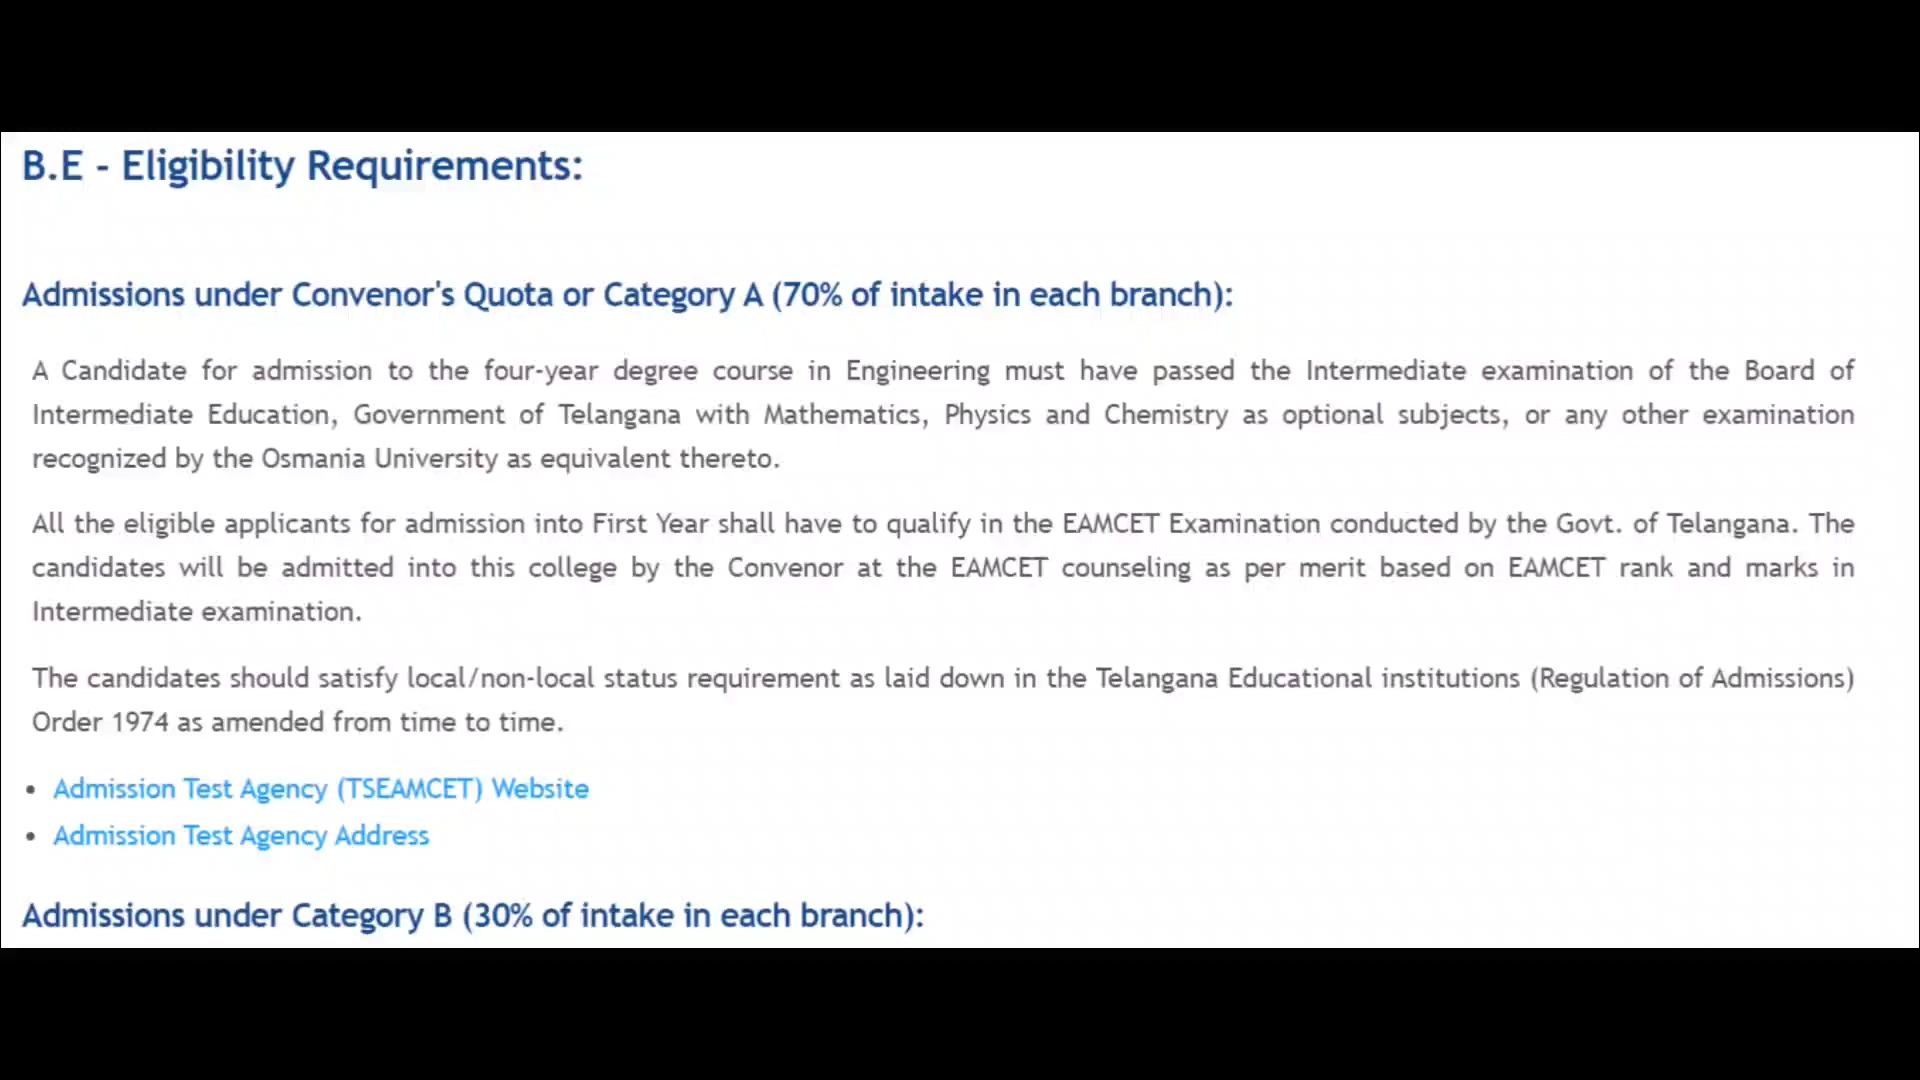 B.E - Eligibility Requirements:
Admissions under Convenor's Quota or Category A (70% of intake in each branch):
A Candidate for admission to the four-year degree course in Engineering must have passed the Intermediate examination of the Board of
Intermediate Education, Government of Telangana with Mathematics, Physics and Chemistry as optional subjects, or any other examination
recognized by the Osmania University as equivalent thereto.
All the eligible applicants for admission into First Year shall have to qualify in the EAMCET Examination conducted by the Govt. of Telangana. The
candidates will be admitted into this college by the Convenor at the EAMCET counseling as per merit based on EAMCET rank and marks in
Intermediate examination.
The candidates should satisfy local/non-local status requirement as laid down in the Telangana Educational institutions (Regulation of Admissions)
Order 1974 as amended from time to time.
• Admission Test Agency (TSEAMCET) Website
• Admission Test Agency Address
Admissions under Category B (30% of intake in each branch):